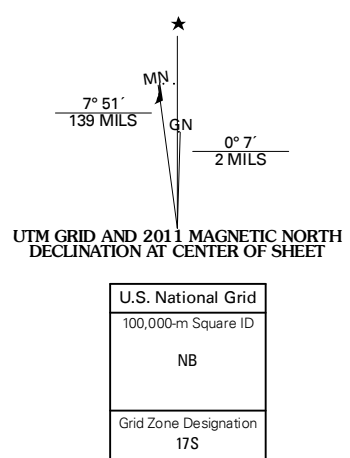 ★
MN
7° 51´
139 MILS
GN
0° 7´
2 MILS
UTM GRID AND 2011 MAGNETIC NORTH
DECLINATION AT CENTER OF SHEET
U.S. National Grid
100,000-m Square ID
NB
Grid Zone Designation
17S